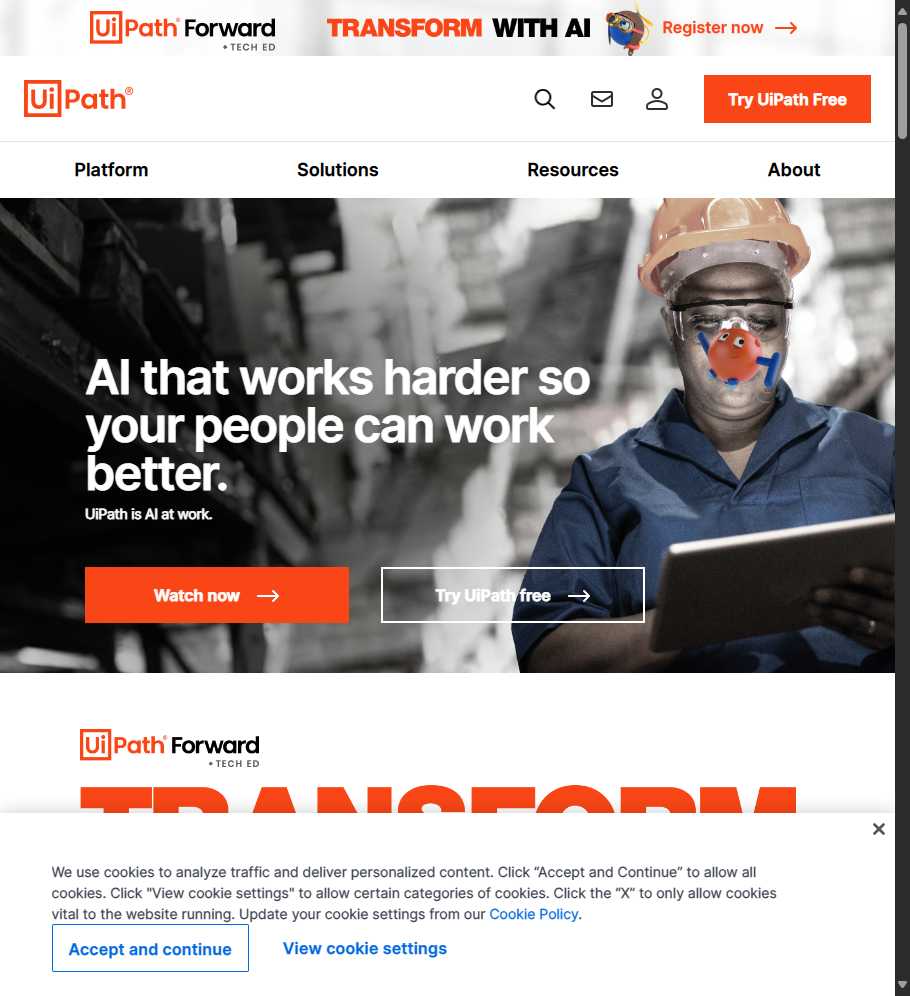 UiPath® Forward
+ TECH ED
TRANSFORM WITH AI
Register now
UiPath®
Try UiPath Free
Platform
Solutions
Resources
About
AI that works harder so
your people can work
better.
UiPath is AI at work.
Watch now
Try UiPath free
UiPath® Forward
+ TECH ED
TRANSFORM
We use cookies to analyze traffic and deliver personalized content. Click “Accept and Continue” to allow all
cookies. Click "View cookie settings" to allow certain categories of cookies. Click the “X” to only allow cookies
vital to the website running. Update your cookie settings from our Cookie Policy.
Accept and continue
View cookie settings